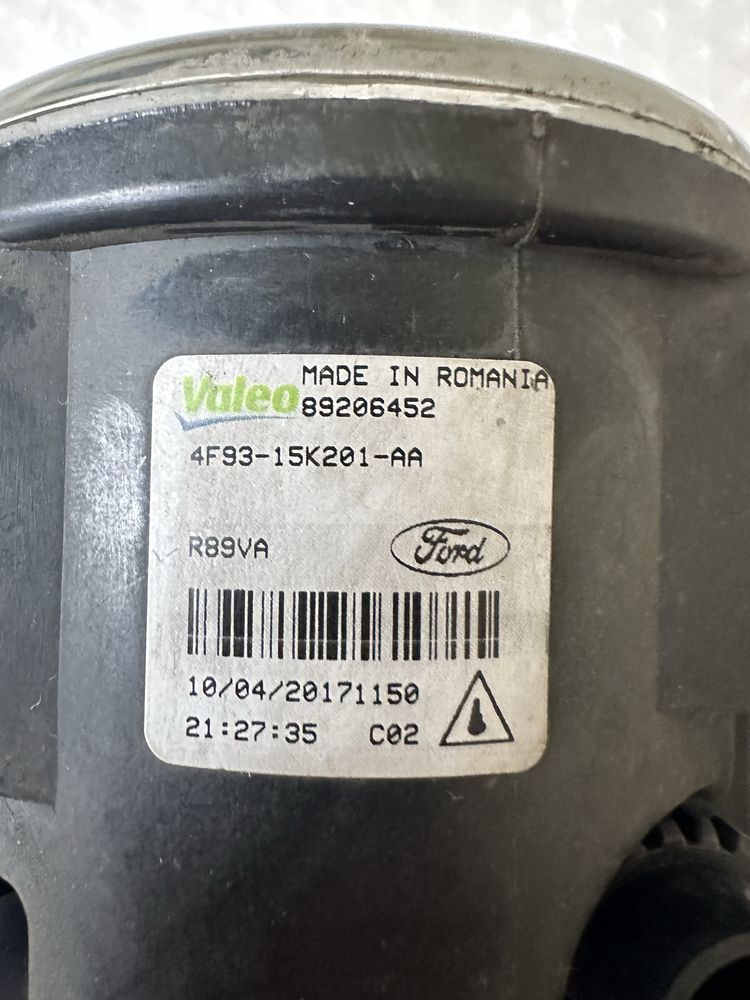 Valeo MADE IN ROMANIA
89206452
4F93-15K201-AA
R89VA Ford
10/04/20171150
21:27:35 C02